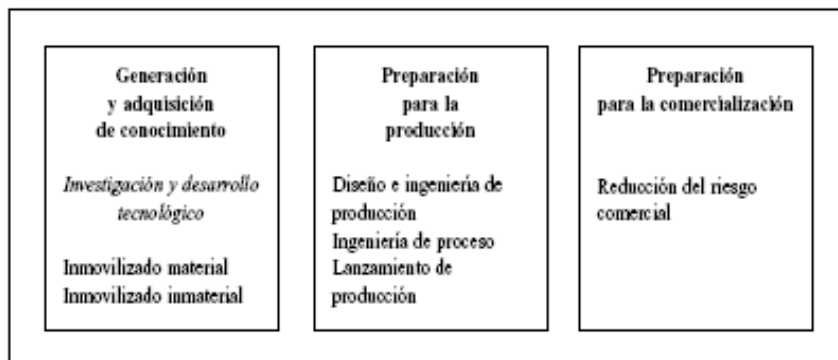 Generación
y adquisición
de conocimiento
Investigación y desarrollo
tecnológico
Inmovilizado material
Inmovilizado inmaterial
Preparación
para la
producción
Diseño e ingeniería de
producción
Ingeniería de proceso
Lanzamiento de
producción
Preparación
para la comercialización
Reducción del riesgo
comercial